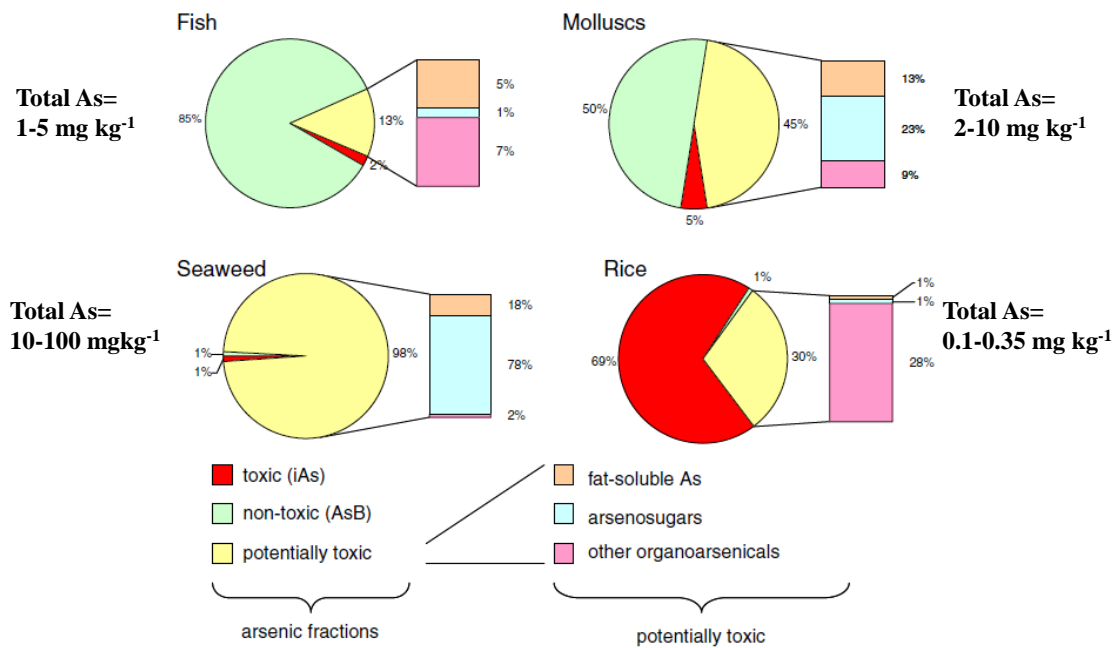 Fish
Total As=
1-5 mg kg-1
85%
13%
2%
5%
1%
7%
Molluscs
50%
45%
5%
13%
23%
9%
Total As=
2-10 mg kg-1
Seaweed
Total As=
10-100 mgkg-1
1%
1%
98%
18%
78%
2%
Rice
69%
1%
30%
1%
1%
28%
Total As=
0.1-0.35 mg kg-1
toxic (iAs)
non-toxic (AsB)
potentially toxic
arsenic fractions
fat-soluble As
arsenosugars
other organoarsenicals
potentially toxic